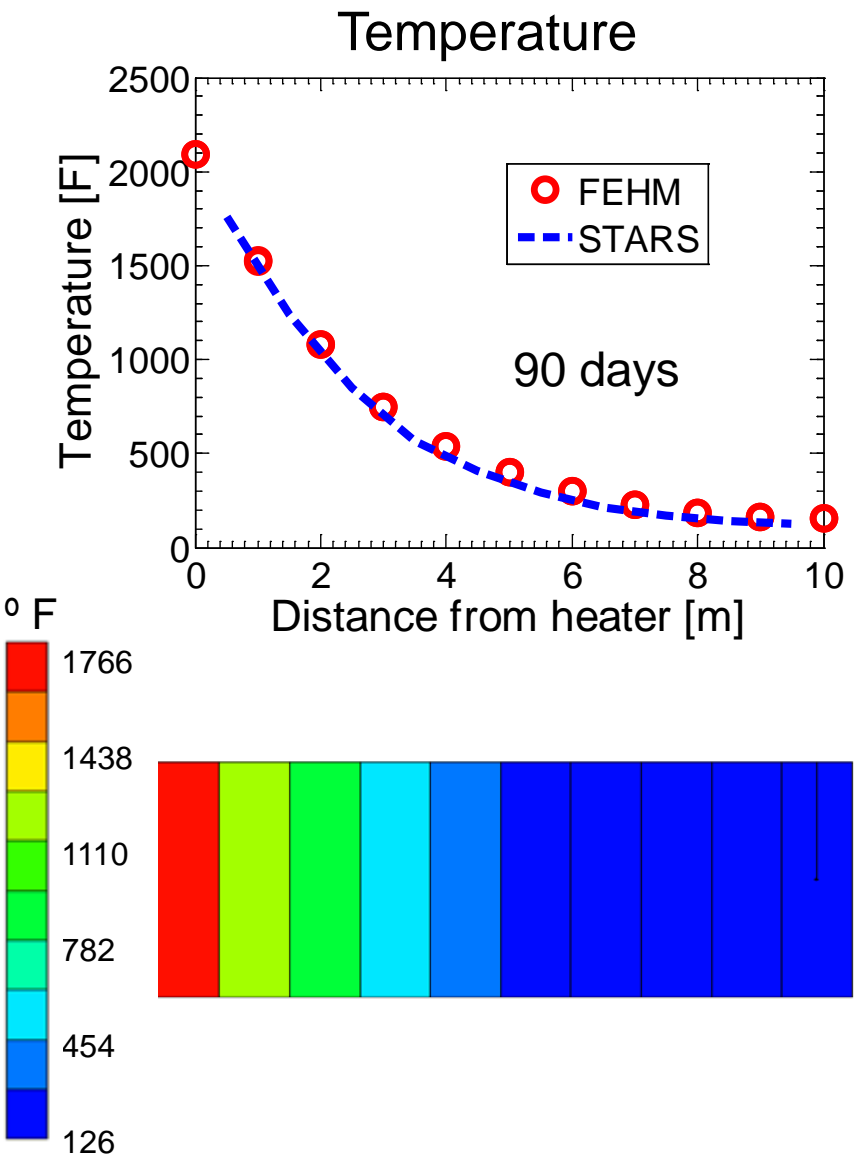 Temperature
2500
2000
1500
1000
500
0
Temperature [F]
FEHM
STARS
90 days
0 2 4 6 8 10
Distance from heater [m]
º F
1766
1438
1110
782
454
126